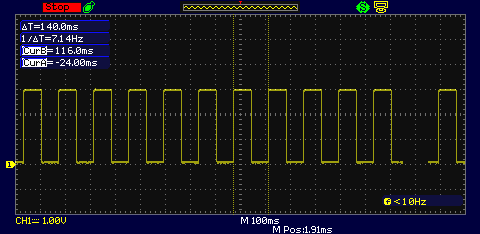 Stop
ΔT=140.0ms
1/ΔT=7.14Hz
CurB=116.0ms
CurA=-24.00ms
1
f <10Hz
CH1 1.00V
M 100ms
M Pos:1.91ms